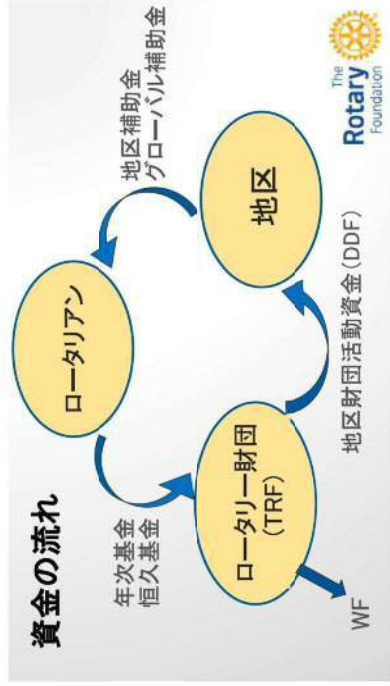 資金の流れ
ロータリアン
年次基金
恒久基金
地区補助金
グローバル補助金
ロータリー財団
(TRF)
地区
WF
地区財団活動資金(DDF)
The
Rotary
Foundation